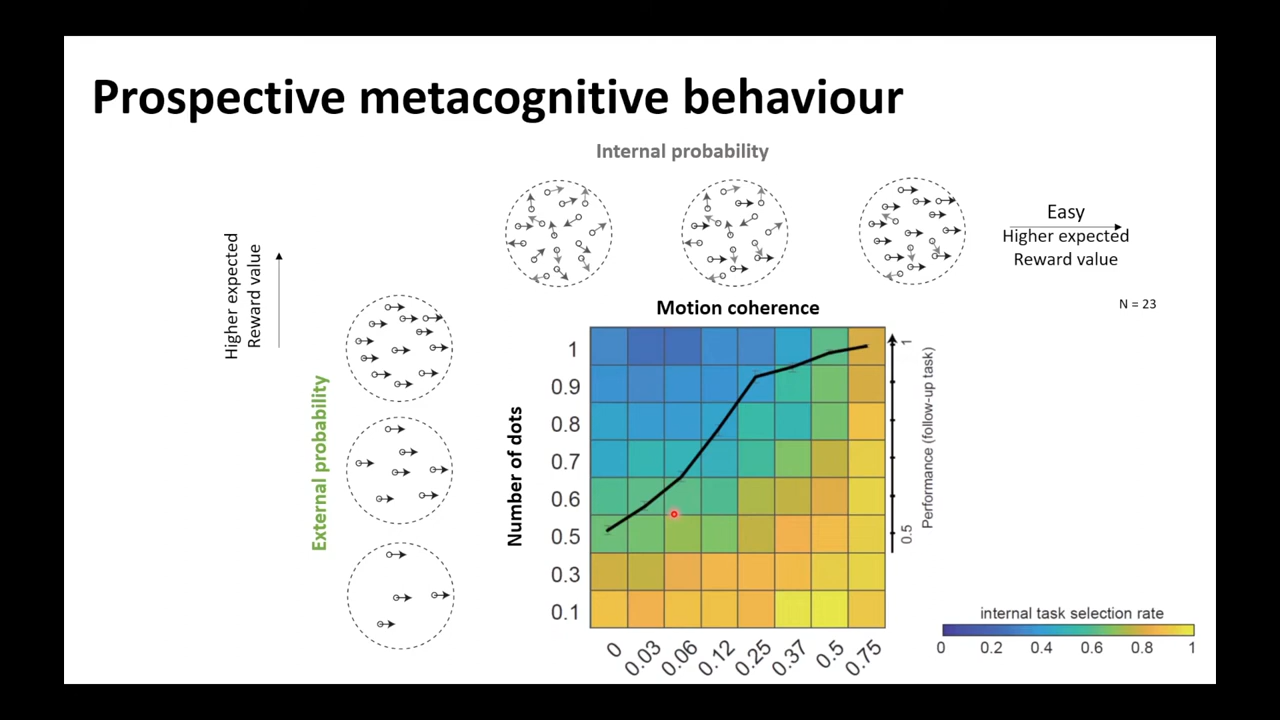 Prospective metacognitive behaviour
Internal probability
Easy
Higher expected
Reward value
N = 23
Higher expected
Reward value
External probability
Motion coherence
Number of dots
1
0.9
0.8
0.7
0.6
0.5
0.3
0.1
0
0.03
0.06
0.12
0.25
0.37
0.5
0.75
1
0.5
Performance (follow-up task)
internal task selection rate
0 0.2 0.4 0.6 0.8 1